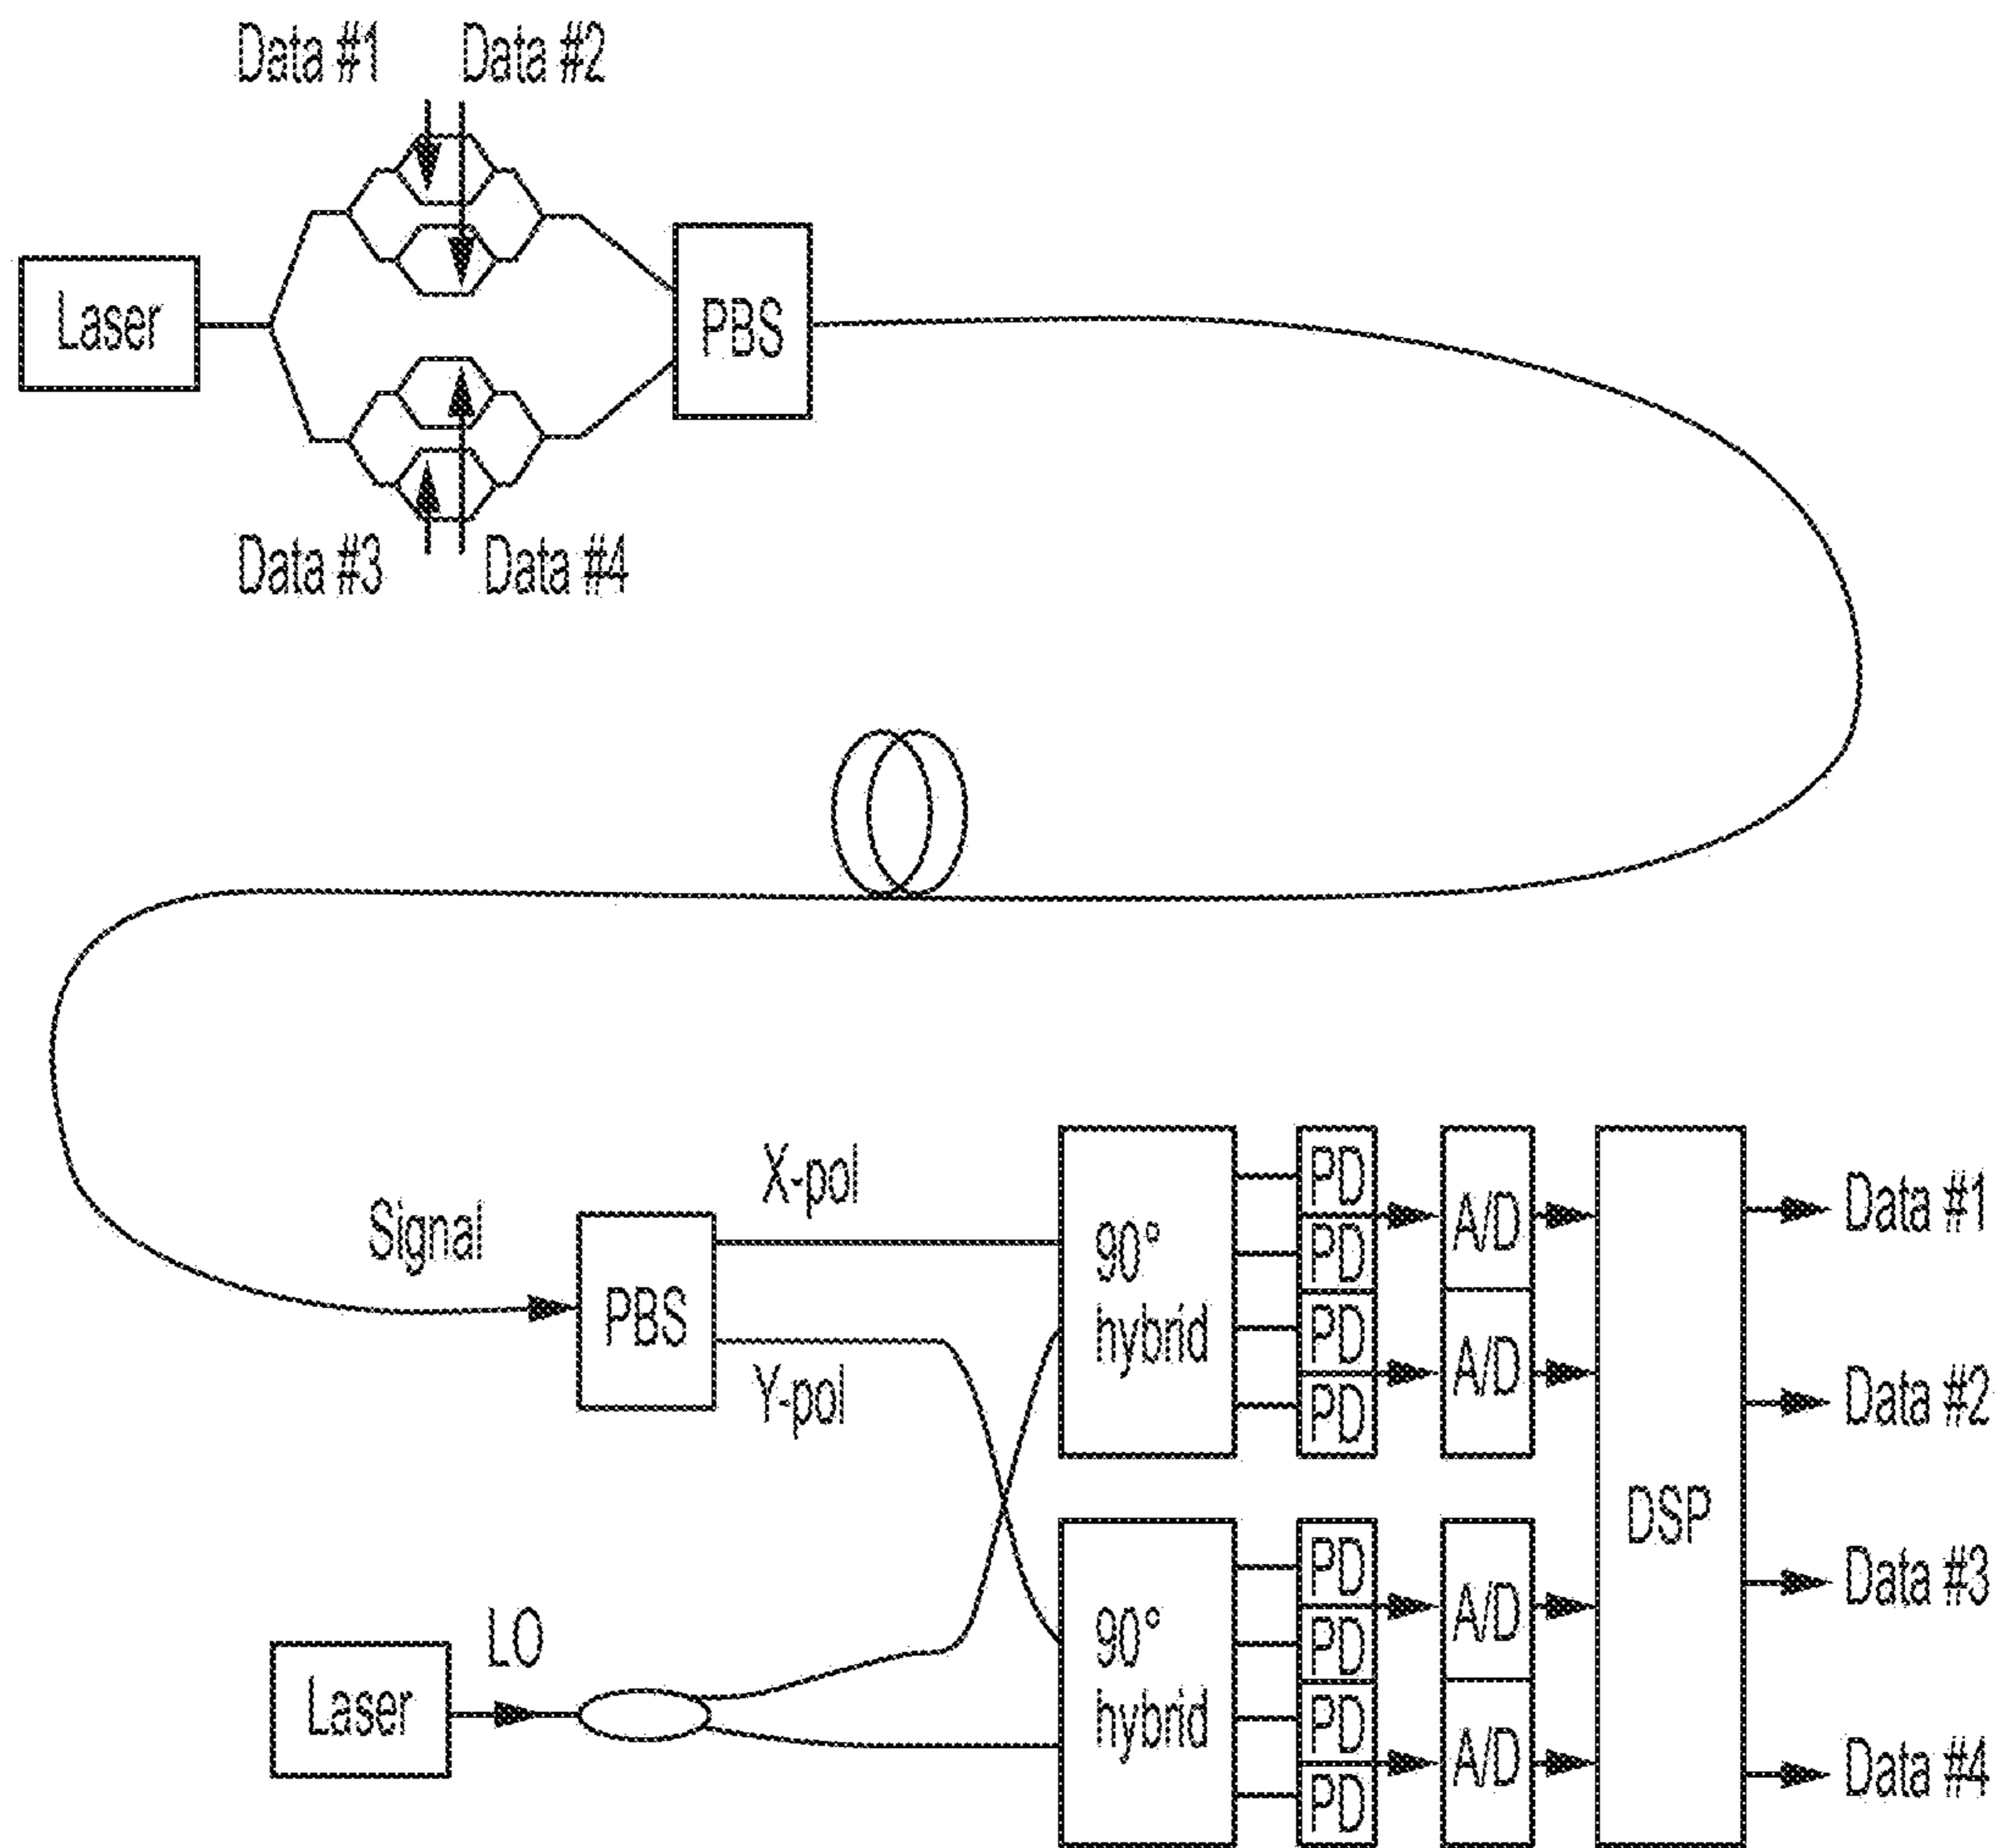 Data #1 Data #2
Laser
PBS
Data #3 Data #4
Signal
PBS
X-pol
Y-pol
LO
Laser
90°
hybrid
90°
hybrid
PD
PD
PD
PD
PD
PD
PD
PD
A/D
A/D
A/D
A/D
DSP
Data #1
Data #2
Data #3
Data #4